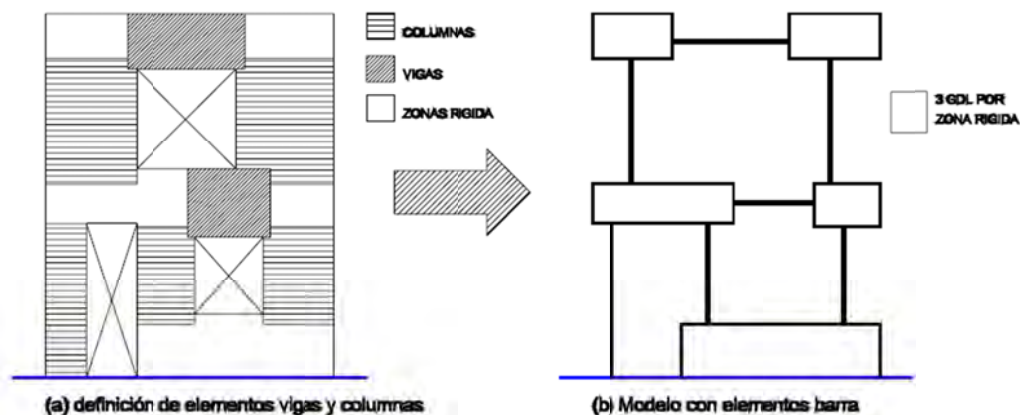 COLUMNAS
VIGAS
ZONAS RIGIDA
3 GDL POR
ZONA RIGIDA
(a) definición de elementos vigas y columnas
(b) Modelo con elementos barra